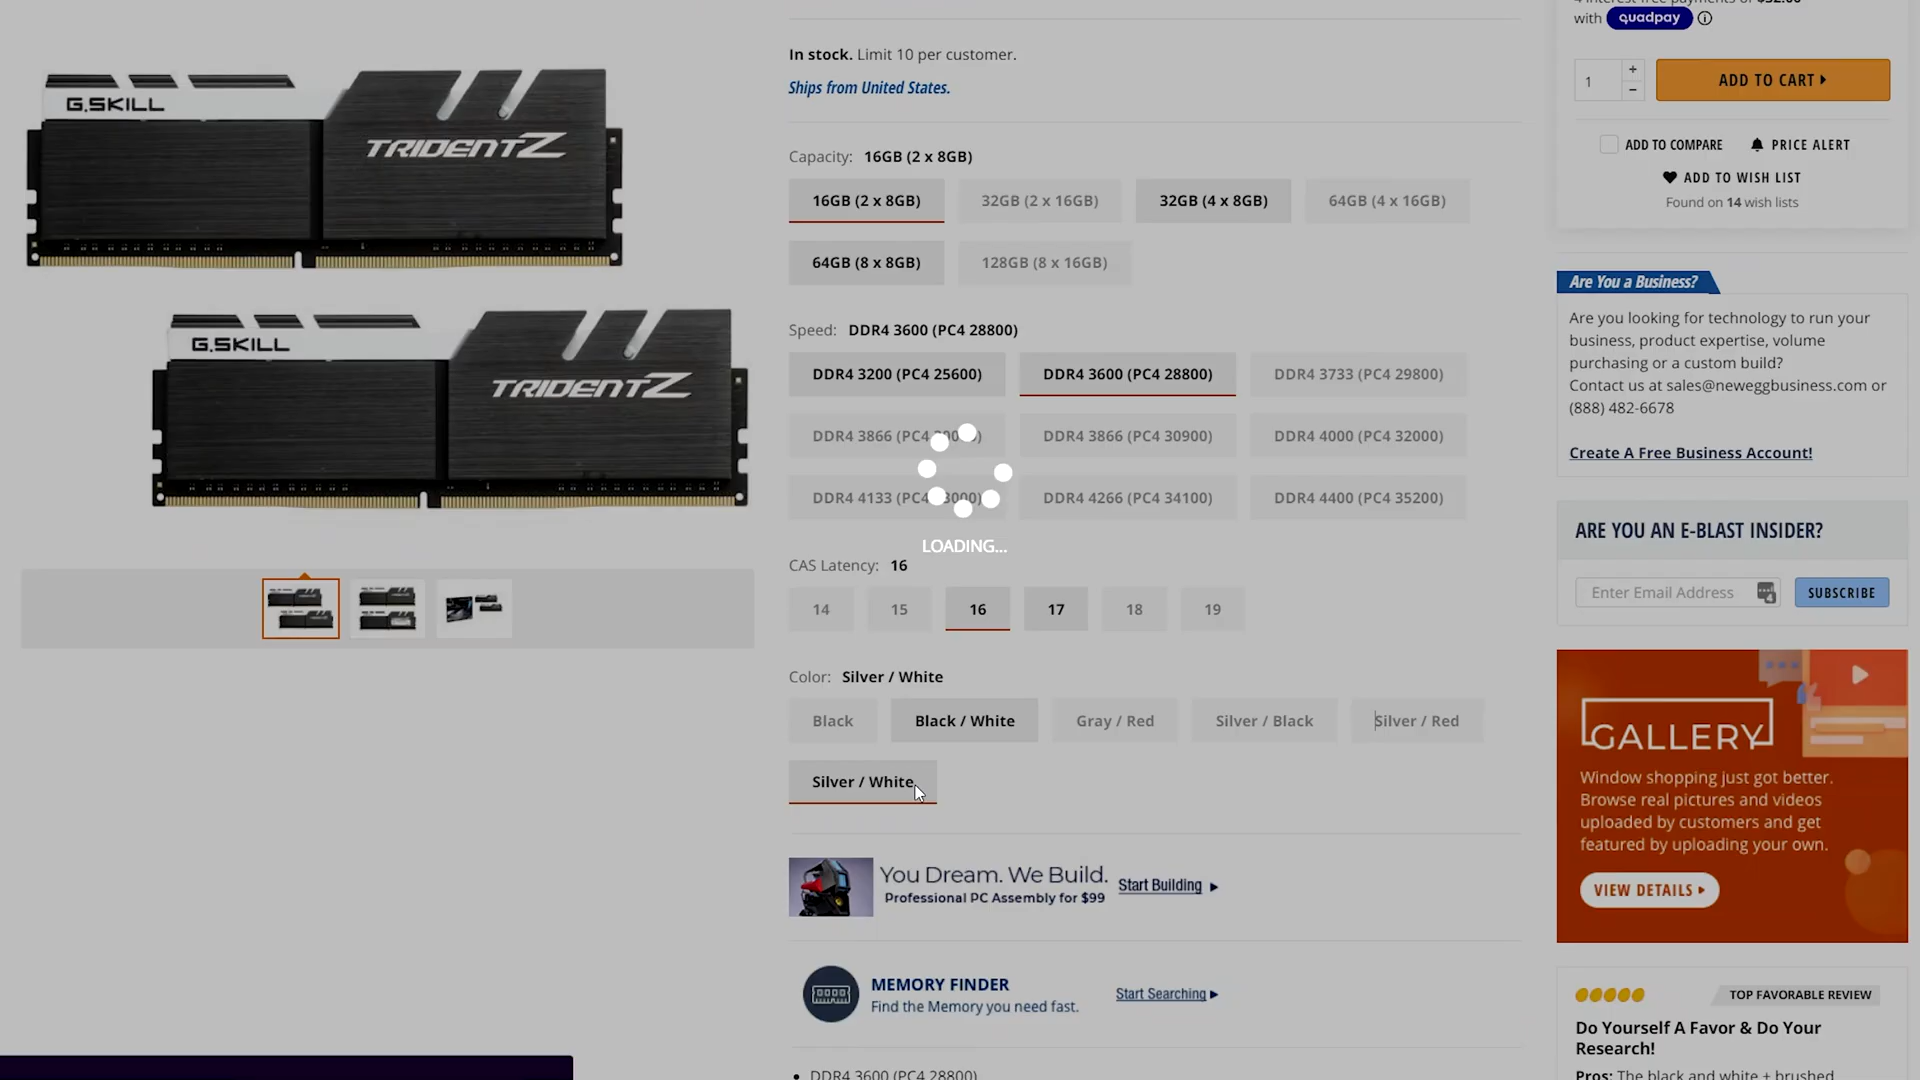 with quadpay
In stock. Limit 10 per customer.
Ships from United States.
G.SKILL
TRIDENTZ
G.SKILL
TRIDENTZ
Capacity: 16GB (2 x 8GB)
16GB (2 x 8GB) 32GB (2 x 16GB) 32GB (4 x 8GB) 64GB (4 x 16GB)
64GB (8 x 8GB) 128GB (8 x 16GB)
Speed: DDR4 3600 (PC4 28800)
DDR4 3200 (PC4 25600) DDR4 3600 (PC4 28800) DDR4 3733 (PC4 29800)
DDR4 3866 (PC4 DDR4 3866 (PC4 30900) DDR4 4000 (PC4 32000)
DDR4 4133 (PC4 DDR4 4266 (PC4 34100) DDR4 4400 (PC4 35200)
LOADING...
CAS Latency: 16
14 15 16 17 18 19
Color: Silver / White
Black Black / White Gray / Red Silver / Black Silver / Red
Silver / White
You Dream. We Build.
Professional PC Assembly for $99
Start Building
MEMORY FINDER
Find the Memory you need fast.
Start Searching
DDR4 3600 (PC4 28800)
1
+
−
ADD TO CART
ADD TO COMPARE PRICE ALERT
ADD TO WISH LIST
Found on 14 wish lists
Are You a Business?
Are you looking for technology to run your
business, product expertise, volume
purchasing or a custom build?
Contact us at sales@neweggbusiness.com or
(888) 482-6678
Create A Free Business Account!
ARE YOU AN E-BLAST INSIDER?
Enter Email Address SUBSCRIBE
GALLERY
Window shopping just got better.
Browse real pictures and videos
uploaded by customers and get
featured by uploading your own.
VIEW DETAILS
TOP FAVORABLE REVIEW
Do Yourself A Favor & Do Your
Research!
Pros: The black and white + brushed